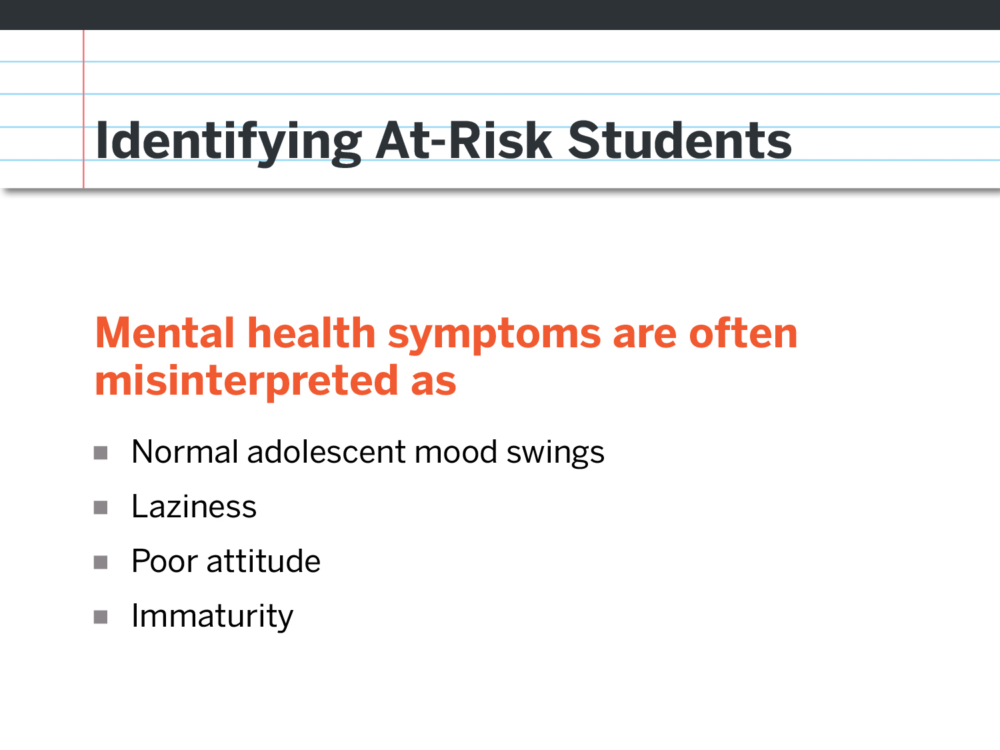 Identifying At-Risk Students
Mental health symptoms are often
misinterpreted as
Normal adolescent mood swings
Laziness
Poor attitude
Immaturity